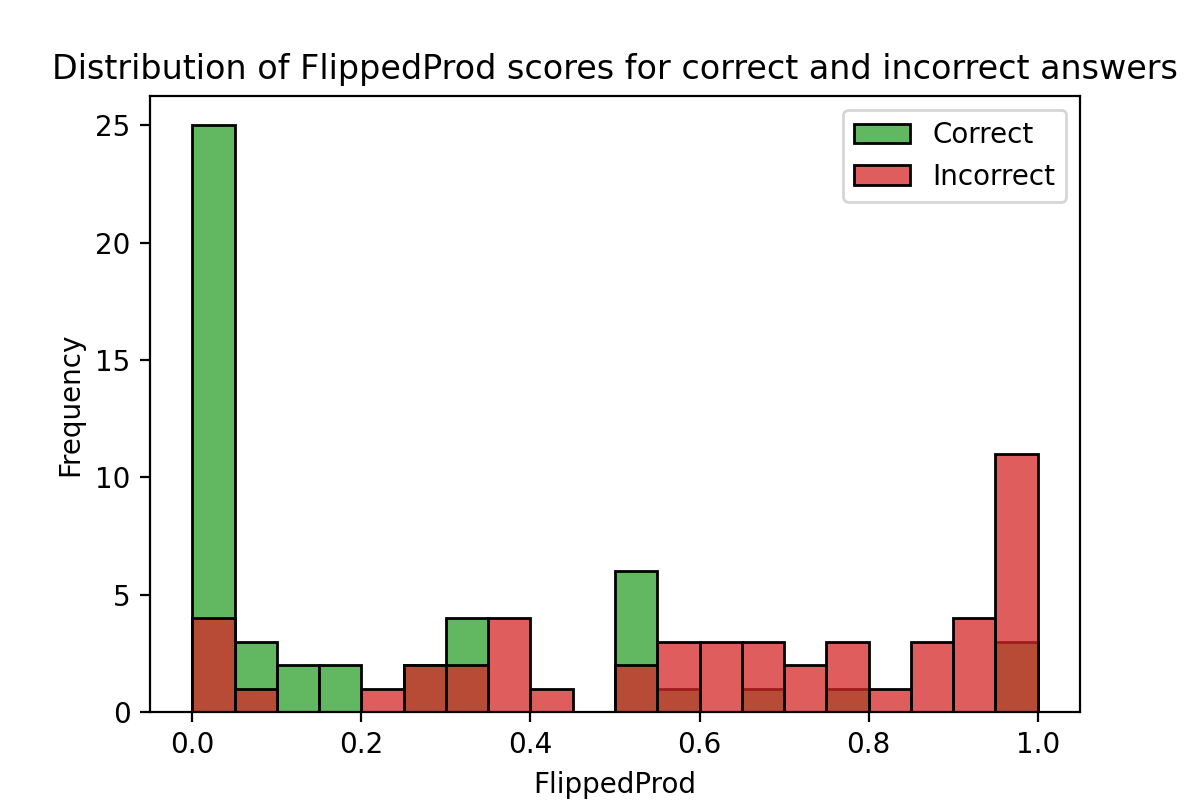 Distribution of FlippedProd scores for correct and incorrect answers
Correct
Incorrect
Frequency
25
20
15
10
5
0
0.0 0.2 0.4 0.6 0.8 1.0
FlippedProd